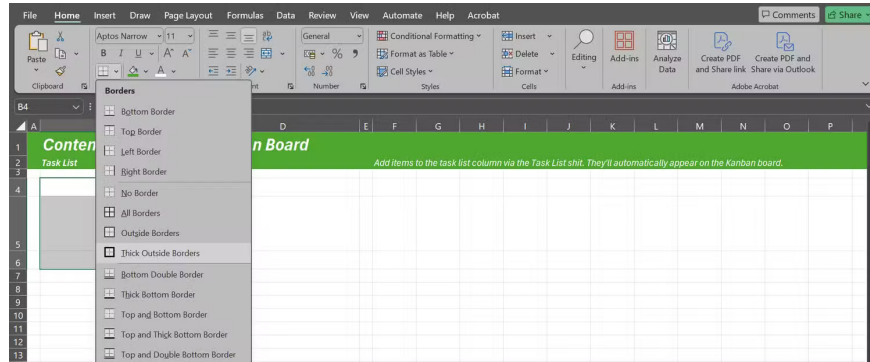 File Home Insert Draw Page Layout Formulas Data Review View Automate Help Acrobat Comments Share
Aptos Narrow 11 General Conditional Formatting Insert
Paste B I U A A % 9 Format as Table Delete Editing Add-ins Analyze Data Create PDF and Share link Create PDF and Share via Outlook
A Cell Styles Format
Clipboard Number Styles Cells Add-ins Adobe Acrobat
B4
Borders
A D E F G H I J K L M N O P
Bottom Border
Top Border
1 Conten n Board
Left Border
2 Task List Add items to the task list column via the Task List shit. They'll automatically appear on the Kanban board.
3 Right Border
4 No Border
All Borders
Outside Borders
5 Thick Outside Borders
6
7 Bottom Double Border
8
9 Thick Bottom Border
10 Top and Bottom Border
11
12 Top and Thick Bottom Border
13 Top and Double Bottom Border